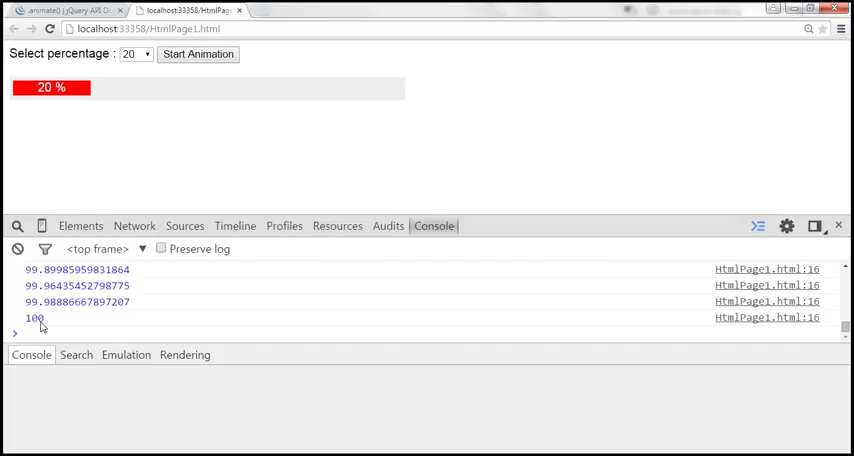 .animate() | jQuery API Do
localhost:33358/HtmlPage
localhost:33358/HtmlPage1.html
Select percentage : 20 Start Animation
20 %
Elements Network Sources Timeline Profiles Resources Audits Console
<top frame> Preserve log
99.89985959831864 HtmlPage1.html:16
99.96435452798775 HtmlPage1.html:16
99.98886667897207 HtmlPage1.html:16
100 HtmlPage1.html:16
Console Search Emulation Rendering